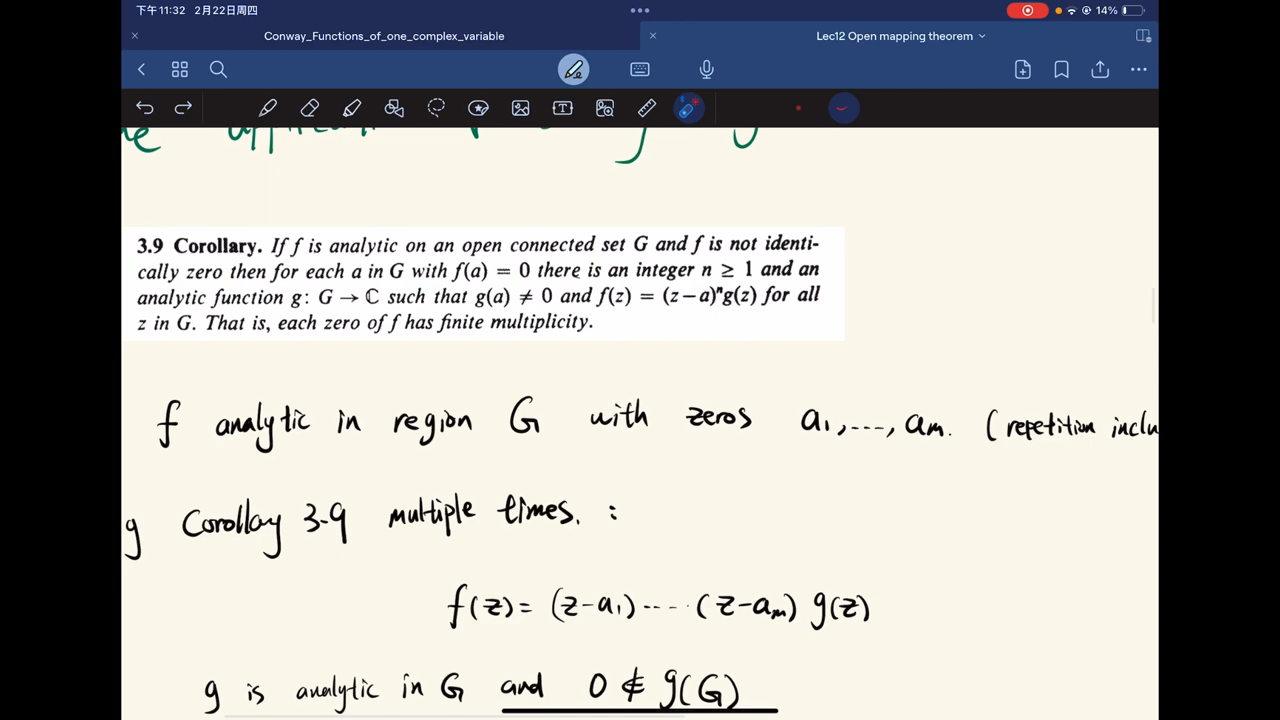 下午11:32 2月22日周四
14%
Conway_Functions_of_one_complex_variable
Lec12 Open mapping theorem
3.9 Corollary. If f is analytic on an open connected set G and f is not identi-
cally zero then for each a in G with f(a) = 0 there is an integer n ≥ 1 and an
analytic function g: G → ℂ such that g(a) ≠ 0 and f(z) = (z−a)ⁿg(z) for all
z in G. That is, each zero of f has finite multiplicity.
f analytic in region G with zeros a₁,...,aₘ. (repetition inclu
g Corollay 3.9 multiple times. :
f(z) = (z-a₁)....(z-aₘ) g(z)
g is analytic in G and 0 ∉ g(G)